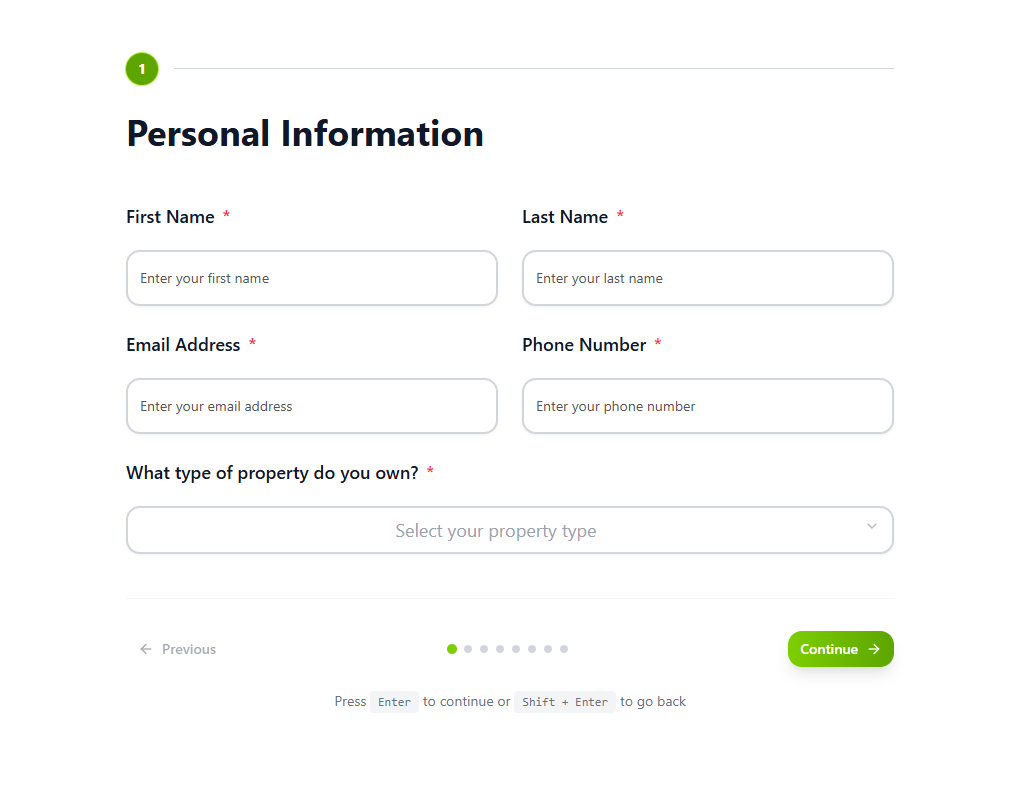 1
Personal Information
First Name *
Last Name *
Enter your first name
Enter your last name
Email Address *
Phone Number *
Enter your email address
Enter your phone number
What type of property do you own? *
Select your property type
Previous
Continue
Press Enter to continue or Shift + Enter to go back